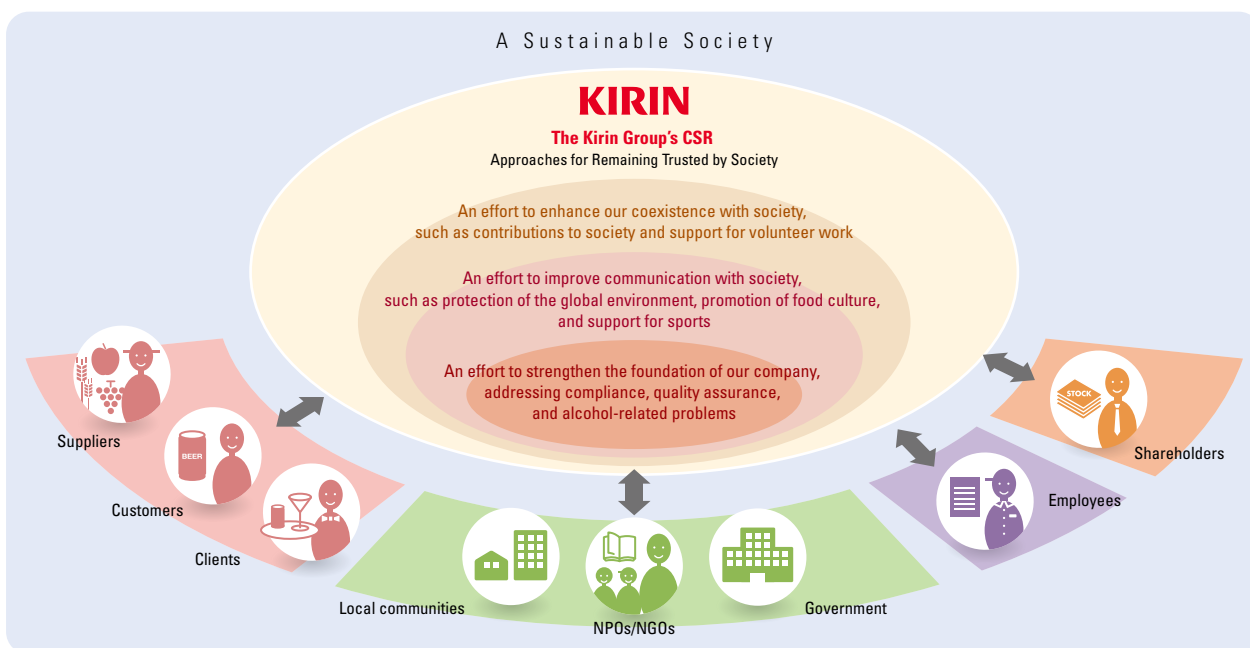 A Sustainable Society
KIRIN
The Kirin Group's CSR
Approaches for Remaining Trusted by Society
An effort to enhance our coexistence with society,
such as contributions to society and support for volunteer work
An effort to improve communication with society,
such as protection of the global environment, promotion of food culture,
and support for sports
An effort to strengthen the foundation of our company,
addressing compliance, quality assurance,
and alcohol-related problems
Suppliers
BEER
Customers
Clients
Local communities
NPOs/NGOs
Government
Employees
STOCK
Shareholders